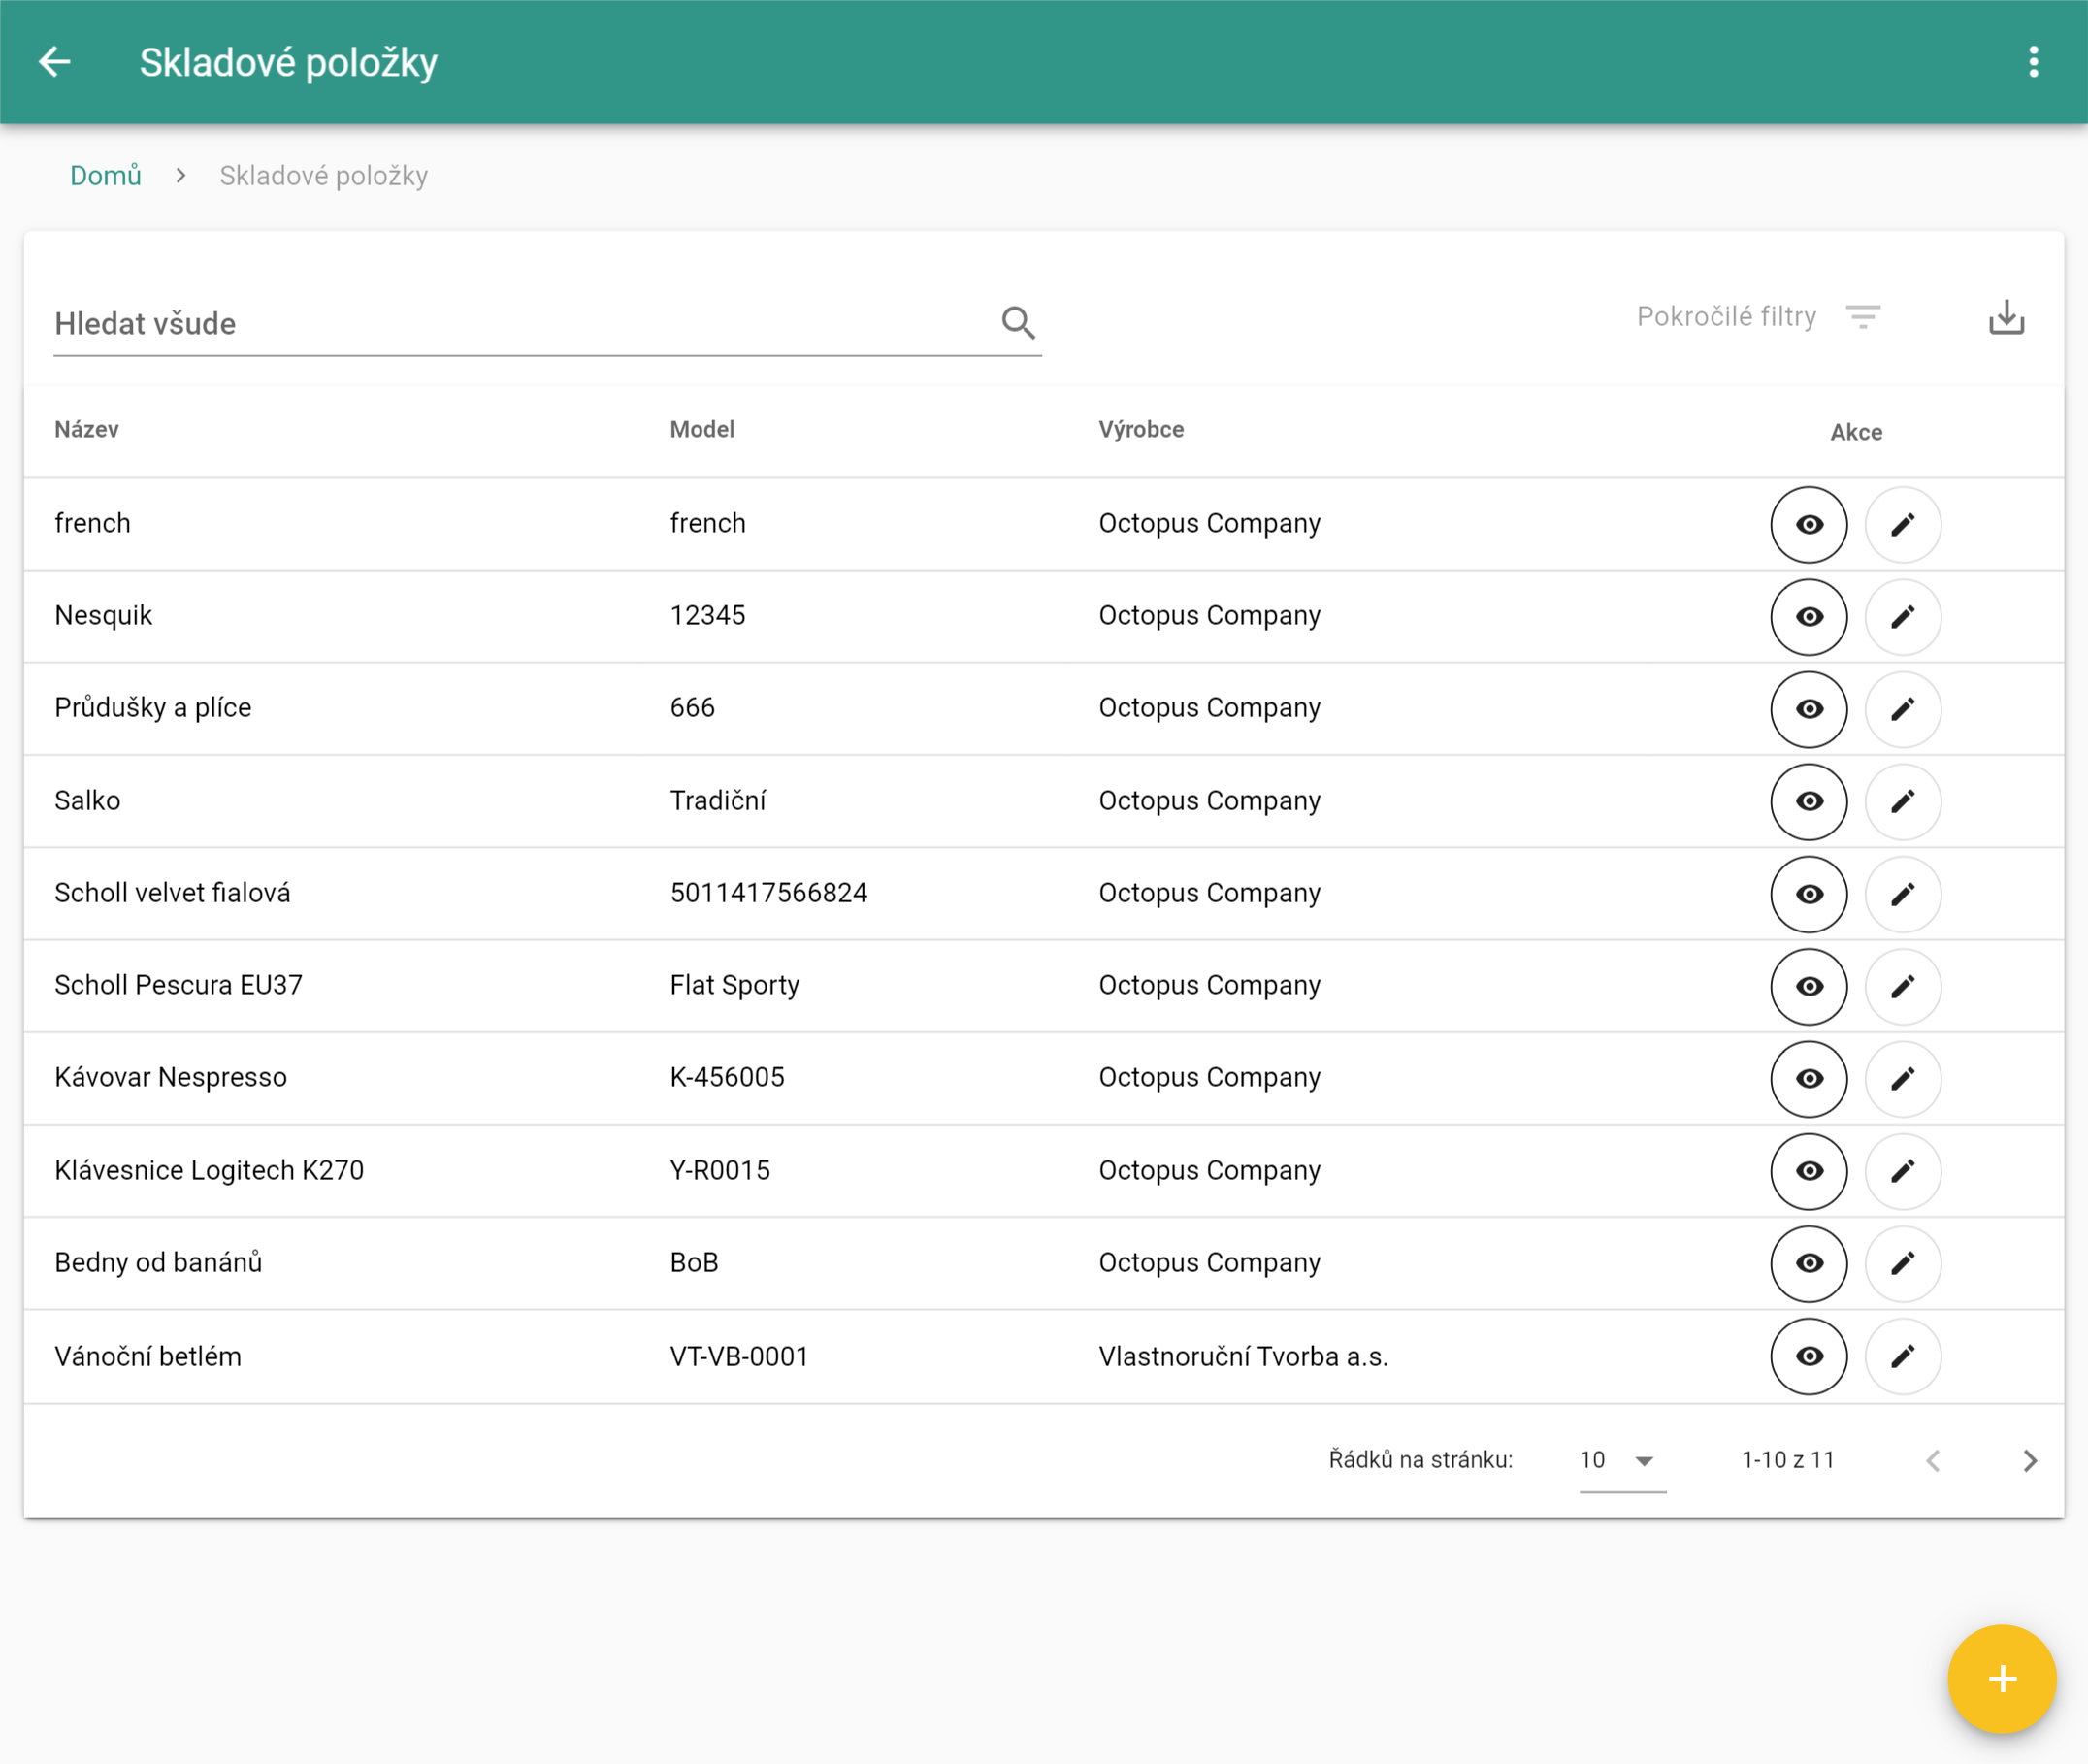 Skladové položky
Domů > Skladové položky
Hledat všude
Pokročilé filtry
Název Model Výrobce Akce
french french Octopus Company
Nesquik 12345 Octopus Company
Průdušky a plíce 666 Octopus Company
Salko Tradiční Octopus Company
Scholl velvet fialová 5011417566824 Octopus Company
Scholl Pescura EU37 Flat Sporty Octopus Company
Kávovar Nespresso K-456005 Octopus Company
Klávesnice Logitech K270 Y-R0015 Octopus Company
Bedny od banánů BoB Octopus Company
Vánoční betlém VT-VB-0001 Vlastnoruční Tvorba a.s.
Řádků na stránku: 10 1-10 z 11